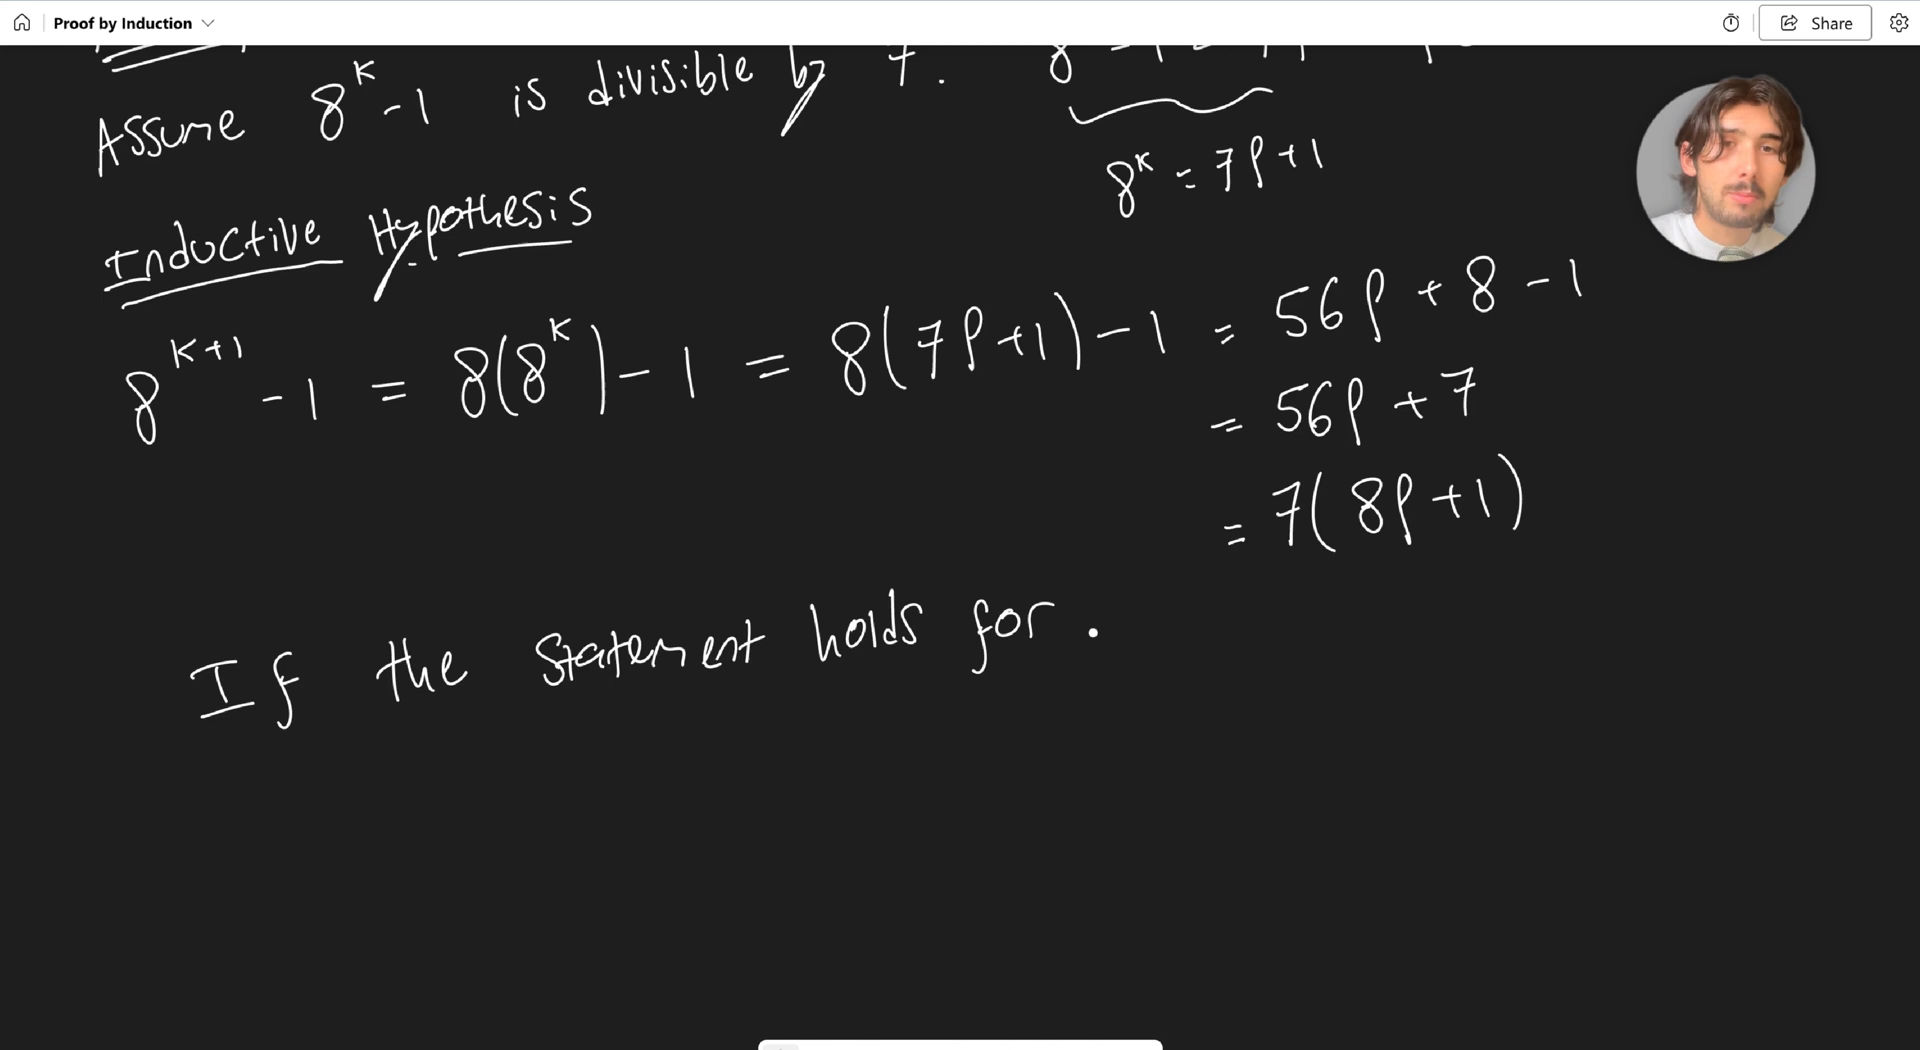 Proof by Induction
Share
Assume 8^k - 1 is divisible by 7.
8^k = 7p + 1
Inductive Hypothesis
8^(k+1) - 1 = 8(8^k) - 1 = 8(7p+1) - 1 = 56p + 8 - 1
= 56p + 7
= 7(8p + 1)
If the statement holds for .